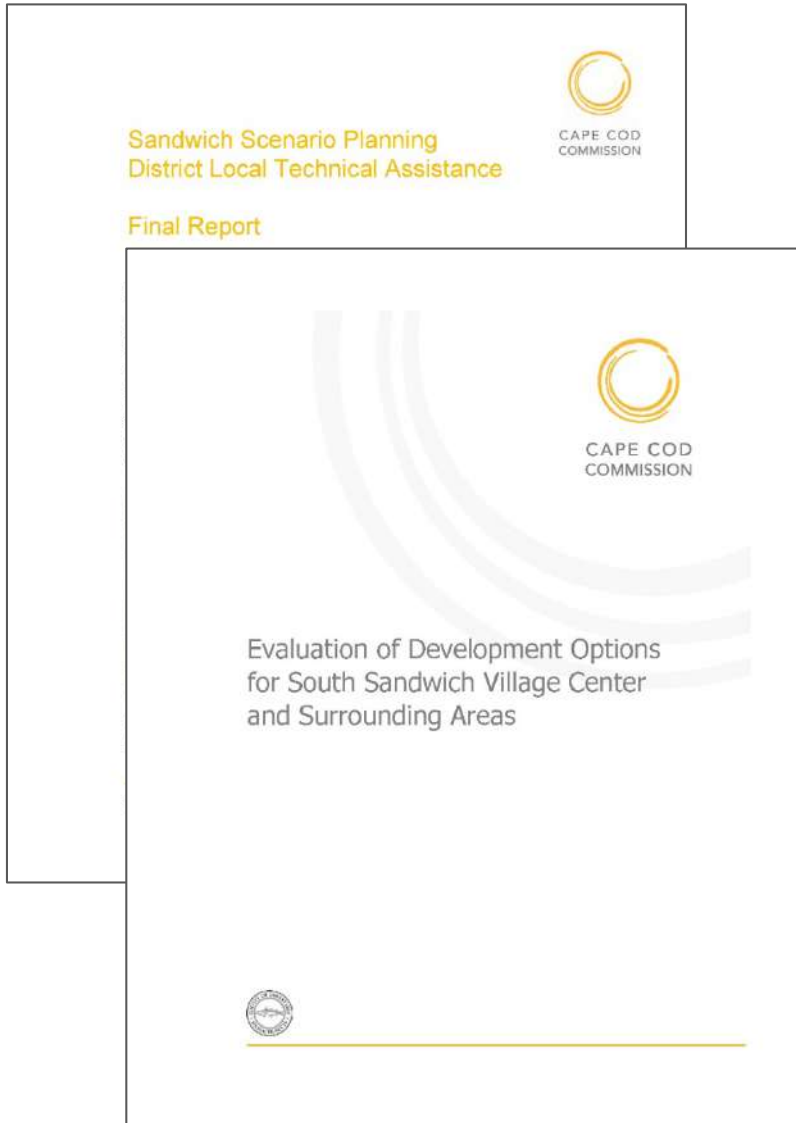 CAPE COD
COMMISSION
Sandwich Scenario Planning
District Local Technical Assistance
Final Report
CAPE COD
COMMISSION
Evaluation of Development Options
for South Sandwich Village Center
and Surrounding Areas